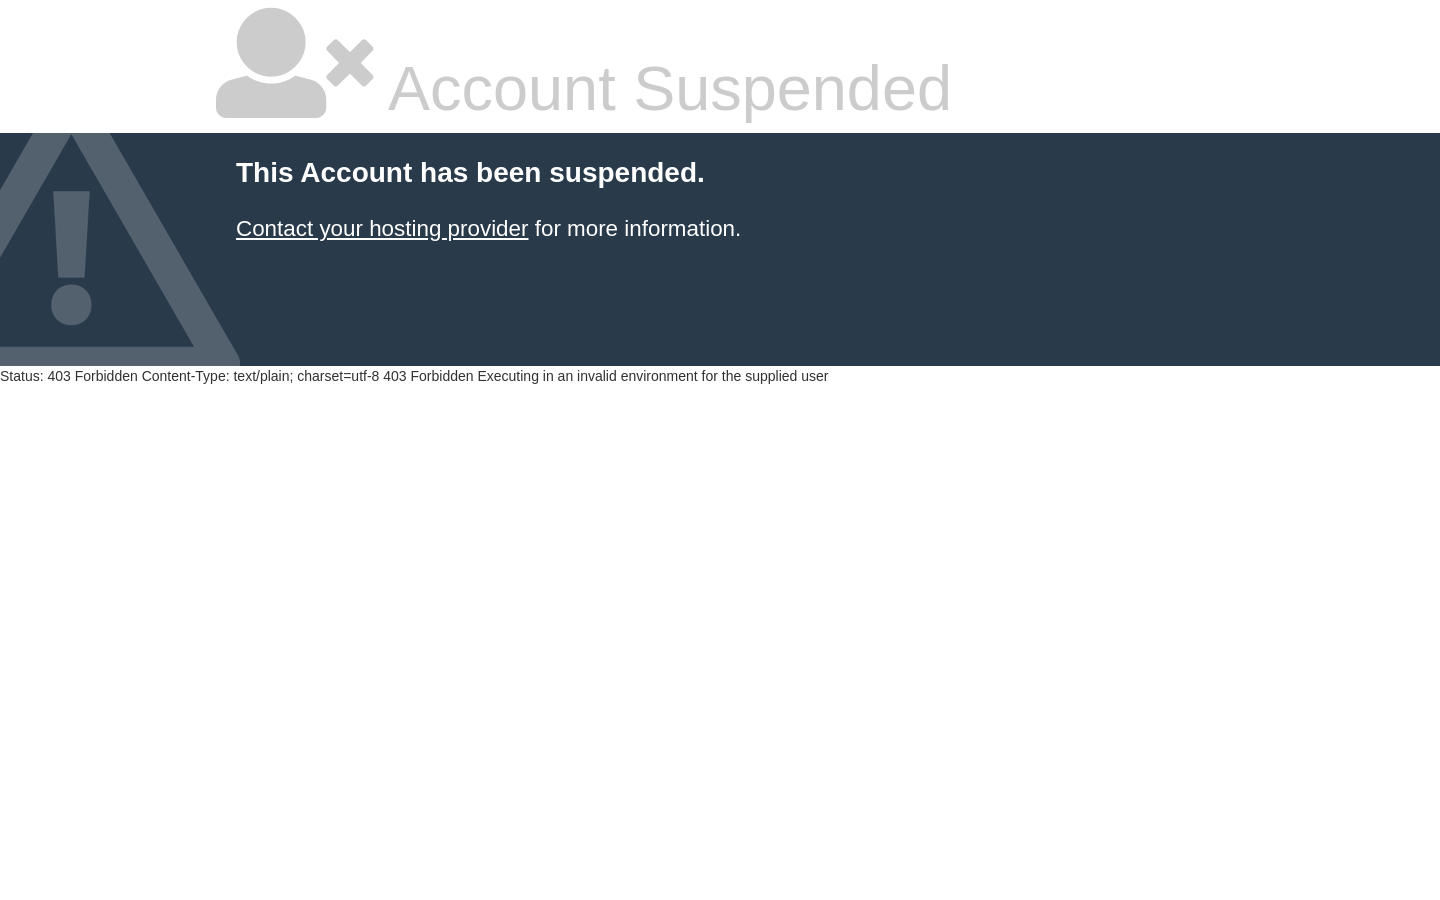 Account Suspended
This Account has been suspended.
Contact your hosting provider for more information.
Status: 403 Forbidden Content-Type: text/plain; charset=utf-8 403 Forbidden Executing in an invalid environment for the supplied user